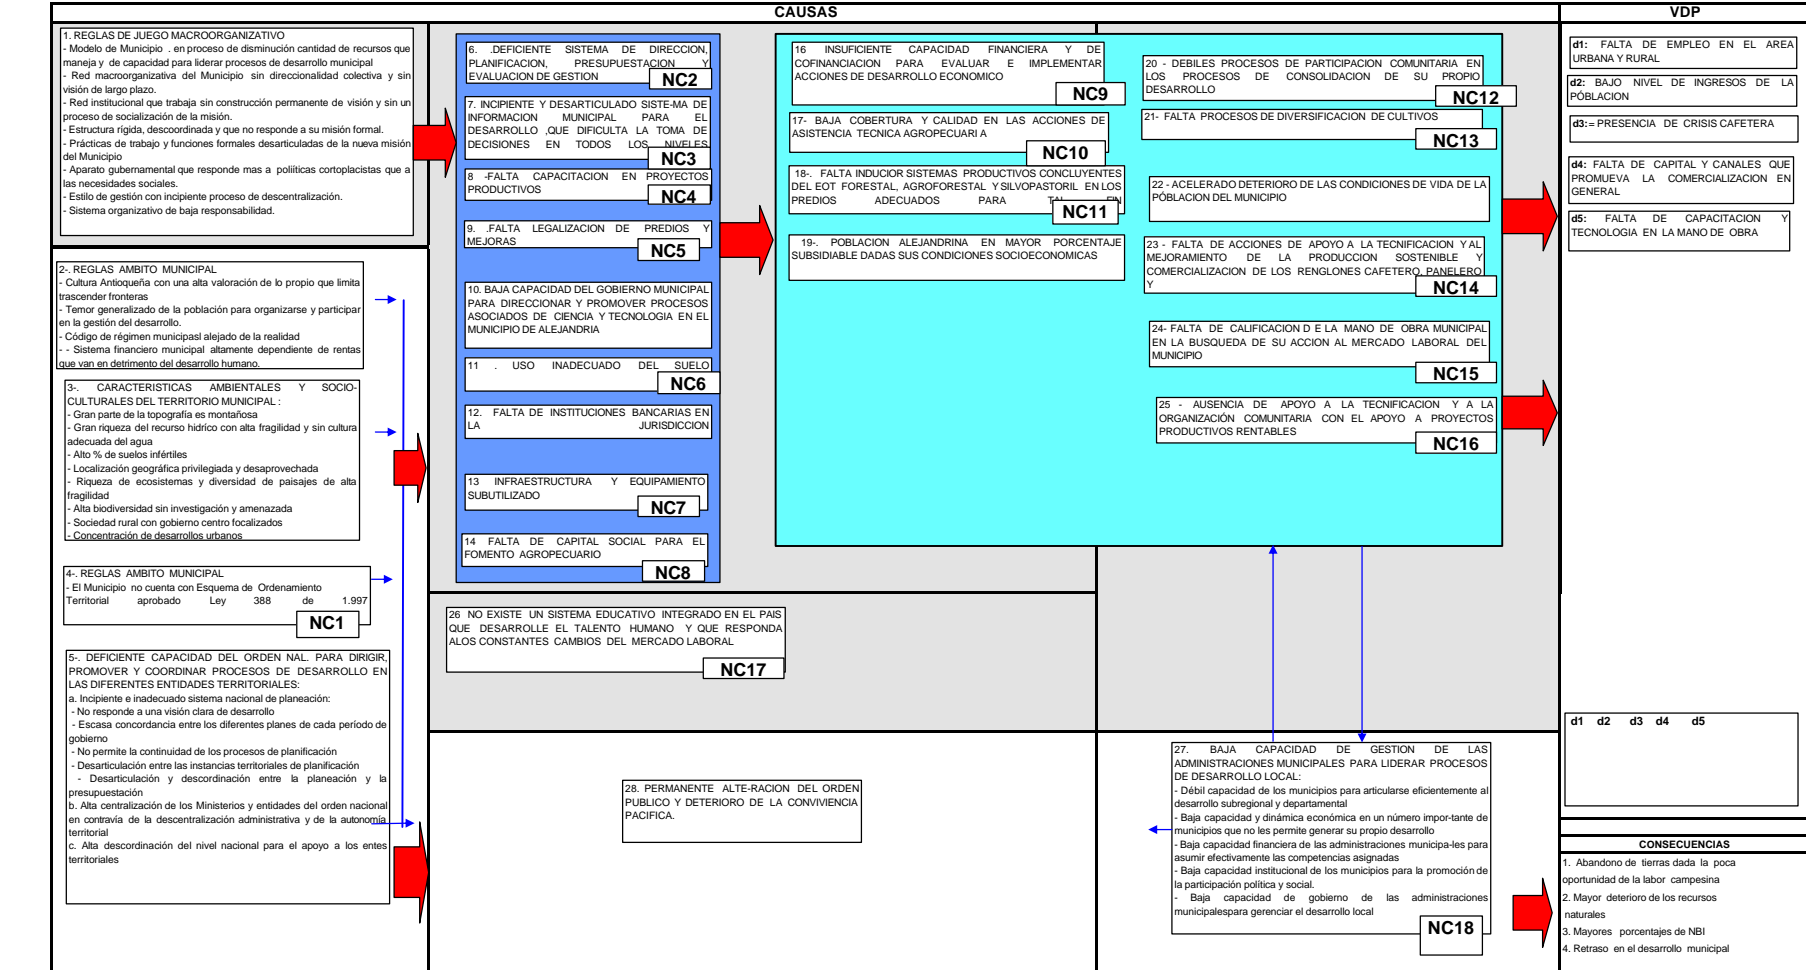 CAUSAS
VDP
1. REGLAS DE JUEGO MACROORGANIZATIVO
- Modelo de Municipio . en proceso de disminución cantidad de recursos que
maneja y de capacidad para liderar procesos de desarrollo municipal
- Red macroorganizativa del Municipio sin direccionalidad colectiva y sin
visión de largo plazo.
- Red institucional que trabaja sin construcción permanente de visión y sin un
proceso de socialización de la misión.
- Estructura rígida, descoordinada y que no responde a su misión formal.
- Prácticas de trabajo y funciones formales desarticuladas de la nueva misión
del Municipio
- Aparato gubernamental que responde mas a poliíticas cortoplacistas que a
las necesidades sociales.
- Estilo de gestión con incipiente proceso de descentralización.
- Sistema organizativo de baja responsabilidad.
2-. REGLAS AMBITO MUNICIPAL
- Cultura Antioqueña con una alta valoración de lo propio que limita
trascender fronteras
- Temor generalizado de la población para organizarse y participar
en la gestión del desarrollo.
- Código de régimen municipasl alejado de la realidad
- - Sistema financiero municipal altamente dependiente de rentas
que van en detrimento del desarrollo humano.
3-. CARACTERISTICAS AMBIENTALES Y SOCIO-
CULTURALES DEL TERRITORIO MUNICIPAL :
- Gran parte de la topografía es montañosa
- Gran riqueza del recurso hidríco con alta fragilidad y sin cultura
adecuada del agua
- Alto % de suelos infértiles
- Localización geográfica privilegiada y desaprovechada
- Riqueza de ecosistemas y diversidad de paisajes de alta
fragilidad
- Alta biodiversidad sin investigación y amenazada
- Sociedad rural con gobierno centro focalizados
- Concentración de desarrollos urbanos
4-. REGLAS AMBITO MUNICIPAL
- El Municipio no cuenta con Esquema de Ordenamiento
Territorial aprobado Ley 388 de 1.997
NC1
5-. DEFICIENTE CAPACIDAD DEL ORDEN NAL. PARA DIRIGIR,
PROMOVER Y COORDINAR PROCESOS DE DESARROLLO EN
LAS DIFERENTES ENTIDADES TERRITORIALES:
a. Incipiente e inadecuado sistema nacional de planeación:
- No responde a una visión clara de desarrollo
- Escasa concordancia entre los diferentes planes de cada período de
gobierno
- No permite la continuidad de los procesos de planificación
- Desarticulación entre las instancias territoriales de planificación
- Desarticulación y descordinación entre la planeación y la
presupuestación
b. Alta centralización de los Ministerios y entidades del orden nacional
en contravía de la descentralización administrativa y de la autonomía
territorial
c. Alta descordinación del nivel nacional para el apoyo a los entes
territoriales
6. .DEFICIENTE SISTEMA DE DIRECCION,
PLANIFICACION, PRESUPUESTACION Y
EVALUACION DE GESTION
NC2
7. INCIPIENTE Y DESARTICULADO SISTE-MA DE
INFORMACION MUNICIPAL PARA EL
DESARROLLO ,QUE DIFICULTA LA TOMA DE
DECISIONES EN TODOS LOS NIVELES
NC3
8 -FALTA CAPACITACION EN PROYECTOS
PRODUCTIVOS
NC4
9. .FALTA LEGALIZACION DE PREDIOS Y
MEJORAS
NC5
10. BAJA CAPACIDAD DEL GOBIERNO MUNICIPAL
PARA DIRECCIONAR Y PROMOVER PROCESOS
ASOCIADOS DE CIENCIA Y TECNOLOGIA EN EL
MUNICIPIO DE ALEJANDRIA
11 . USO INADECUADO DEL SUELO
NC6
12. FALTA DE INSTITUCIONES BANCARIAS EN
LA JURISDICCION
13 INFRAESTRUCTURA Y EQUIPAMIENTO
SUBUTILIZADO
NC7
14 FALTA DE CAPITAL SOCIAL PARA EL
FOMENTO AGROPECUARIO
NC8
16 INSUFICIENTE CAPACIDAD FINANCIERA Y DE
COFINANCIACION PARA EVALUAR E IMPLEMENTAR
ACCIONES DE DESARROLLO ECONOMICO
NC9
17- BAJA COBERTURA Y CALIDAD EN LAS ACCIONES DE
ASISTENCIA TECNICA AGROPECUARI A
NC10
18-. FALTA INDUCIOR SISTEMAS PRODUCTIVOS CONCLUYENTES
DEL EOT FORESTAL, AGROFORESTAL Y SILVOPASTORIL EN LOS
PREDIOS ADECUADOS PARA TAL FIN
NC11
19-. POBLACION ALEJANDRINA EN MAYOR PORCENTAJE
SUBSIDIABLE DADAS SUS CONDICIONES SOCIOECONOMICAS
20 - DEBILES PROCESOS DE PARTICIPACION COMUNITARIA EN
LOS PROCESOS DE CONSOLIDACION DE SU PROPIO
DESARROLLO
NC12
21- FALTA PROCESOS DE DIVERSIFICACION DE CULTIVOS
NC13
22 - ACELERADO DETERIORO DE LAS CONDICIONES DE VIDA DE LA
PÓBLACION DEL MUNICIPIO
23 - FALTA DE ACCIONES DE APOYO A LA TECNIFICACION Y AL
MEJORAMIENTO DE LA PRODUCCION SOSTENIBLE Y
COMERCIALIZACION DE LOS RENGLONES CAFETERO, PANELERO
Y
NC14
24- FALTA DE CALIFICACION D E LA MANO DE OBRA MUNICIPAL
EN LA BUSQUEDA DE SU ACCION AL MERCADO LABORAL DEL
MUNICIPIO
NC15
25 - AUSENCIA DE APOYO A LA TECNIFICACION Y A LA
ORGANIZACIÓN COMUNITARIA CON EL APOYO A PROYECTOS
PRODUCTIVOS RENTABLES
NC16
26 NO EXISTE UN SISTEMA EDUCATIVO INTEGRADO EN EL PAIS
QUE DESARROLLE EL TALENTO HUMANO Y QUE RESPONDA
ALOS CONSTANTES CAMBIOS DEL MERCADO LABORAL
NC17
28. PERMANENTE ALTE-RACION DEL ORDEN
PUBLICO Y DETERIORO DE LA CONVIVIENCIA
PACIFICA.
27. BAJA CAPACIDAD DE GESTION DE LAS
ADMINISTRACIONES MUNICIPALES PARA LIDERAR PROCESOS
DE DESARROLLO LOCAL:
- Débil capacidad de los municipios para articularse eficientemente al
desarrollo subregional y departamental
- Baja capacidad y dinámica económica en un número impor-tante de
municipios que no les permite generar su propio desarrollo
- Baja capacidad financiera de las administraciones municipa-les para
asumir efectivamente las competencias asignadas
- Baja capacidad institucional de los municipios para la promoción de
la participación política y social.
- Baja capacidad de gobierno de las administraciones
municipalespara gerenciar el desarrollo local
NC18
d1: FALTA DE EMPLEO EN EL AREA
URBANA Y RURAL
d2: BAJO NIVEL DE INGRESOS DE LA
PÓBLACION
d3:= PRESENCIA DE CRISIS CAFETERA
d4: FALTA DE CAPITAL Y CANALES QUE
PROMUEVA LA COMERCIALIZACION EN
GENERAL
d5: FALTA DE CAPACITACION Y
TECNOLOGIA EN LA MANO DE OBRA
d1 d2 d3 d4 d5
CONSECUENCIAS
1. Abandono de tierras dada la poca
oportunidad de la labor campesina
2. Mayor deterioro de los recursos
naturales
3. Mayores porcentajes de NBI
4. Retraso en el desarrollo municipal